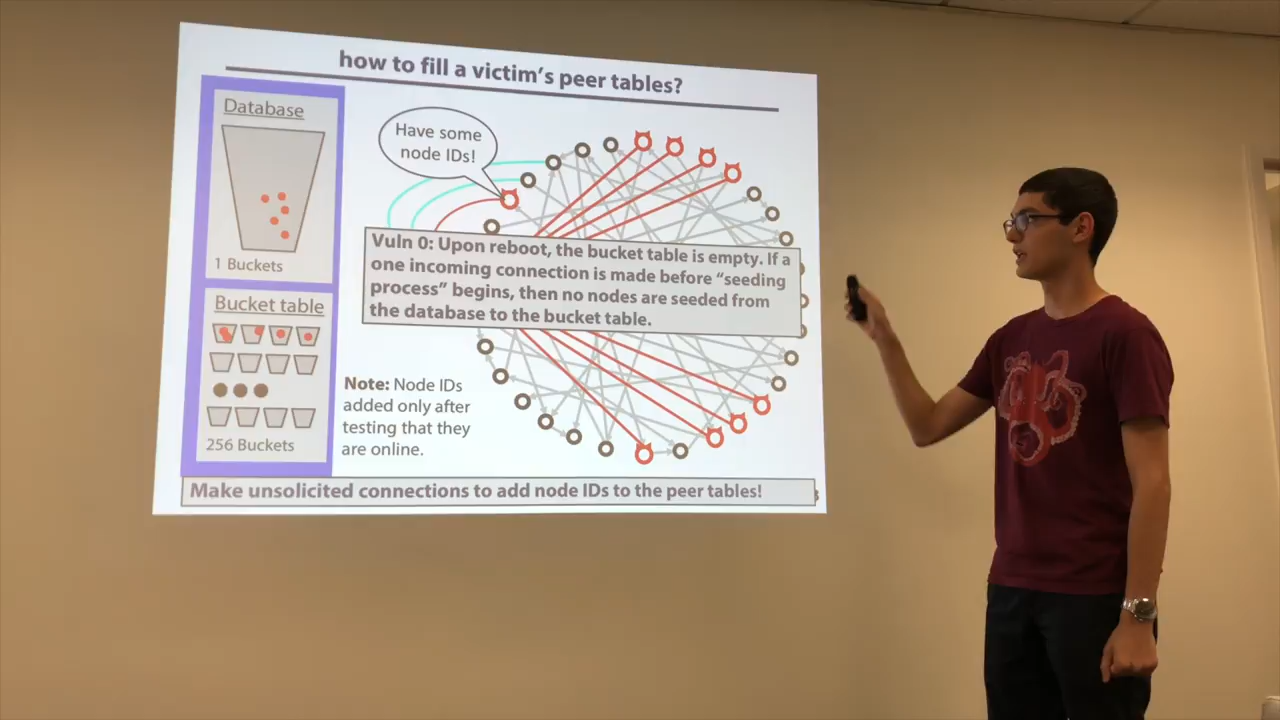 how to fill a victim's peer tables?
Database
1 Buckets
Bucket table
256 Buckets
Have some
node IDs!
Vuln 0: Upon reboot, the bucket table is empty. If a
one incoming connection is made before "seeding
process" begins, then no nodes are seeded from
the database to the bucket table.
Note: Node IDs
added only after
testing that they
are online.
Make unsolicited connections to add node IDs to the peer tables!